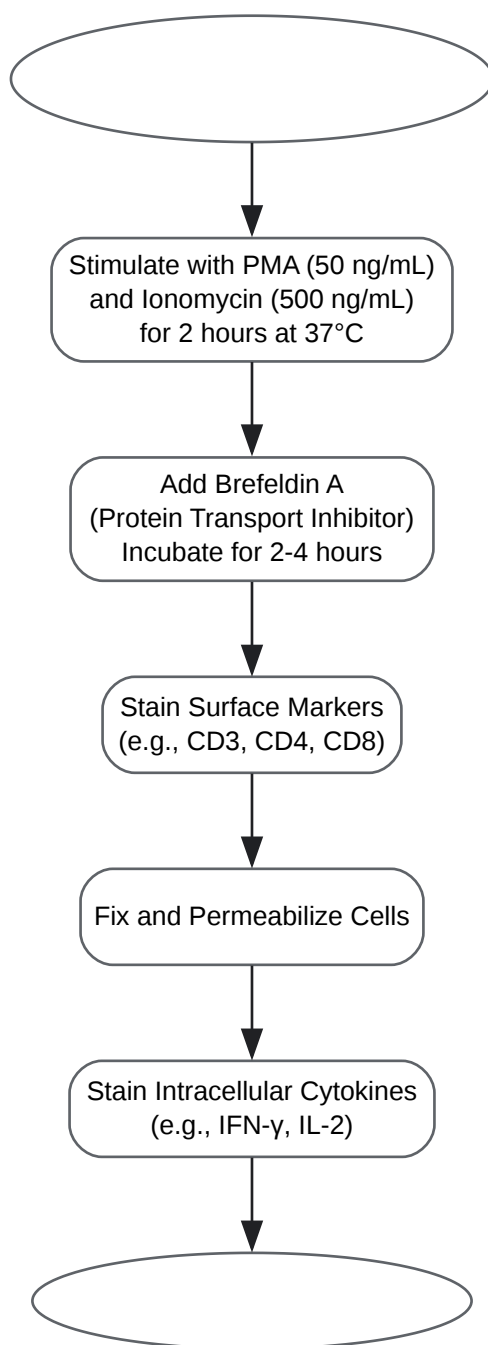 Stimulate with PMA (50 ng/mL)
and Ionomycin (500 ng/mL)
for 2 hours at 37°C
Add Brefeldin A
(Protein Transport Inhibitor)
Incubate for 2-4 hours
Stain Surface Markers
(e.g., CD3, CD4, CD8)
Fix and Permeabilize Cells
Stain Intracellular Cytokines
(e.g., IFN-γ, IL-2)